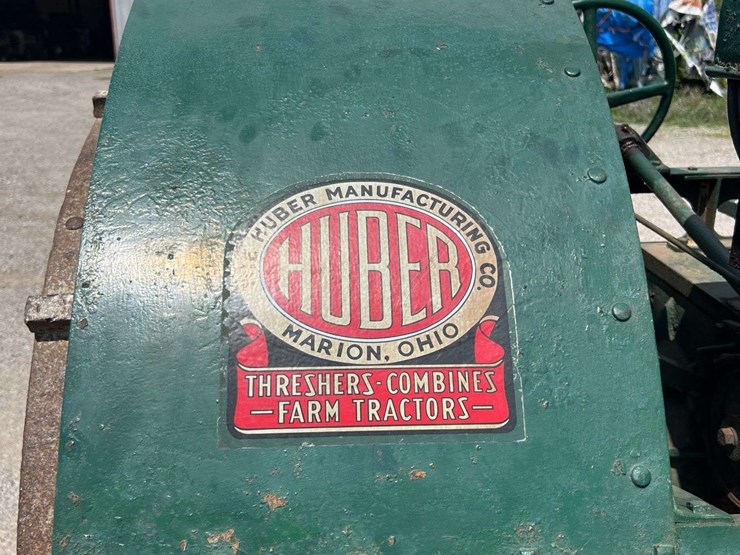 HUBER MANUFACTURING CO.
HUBER
MARION, OHIO
THRESHERS - COMBINES
— FARM TRACTORS —